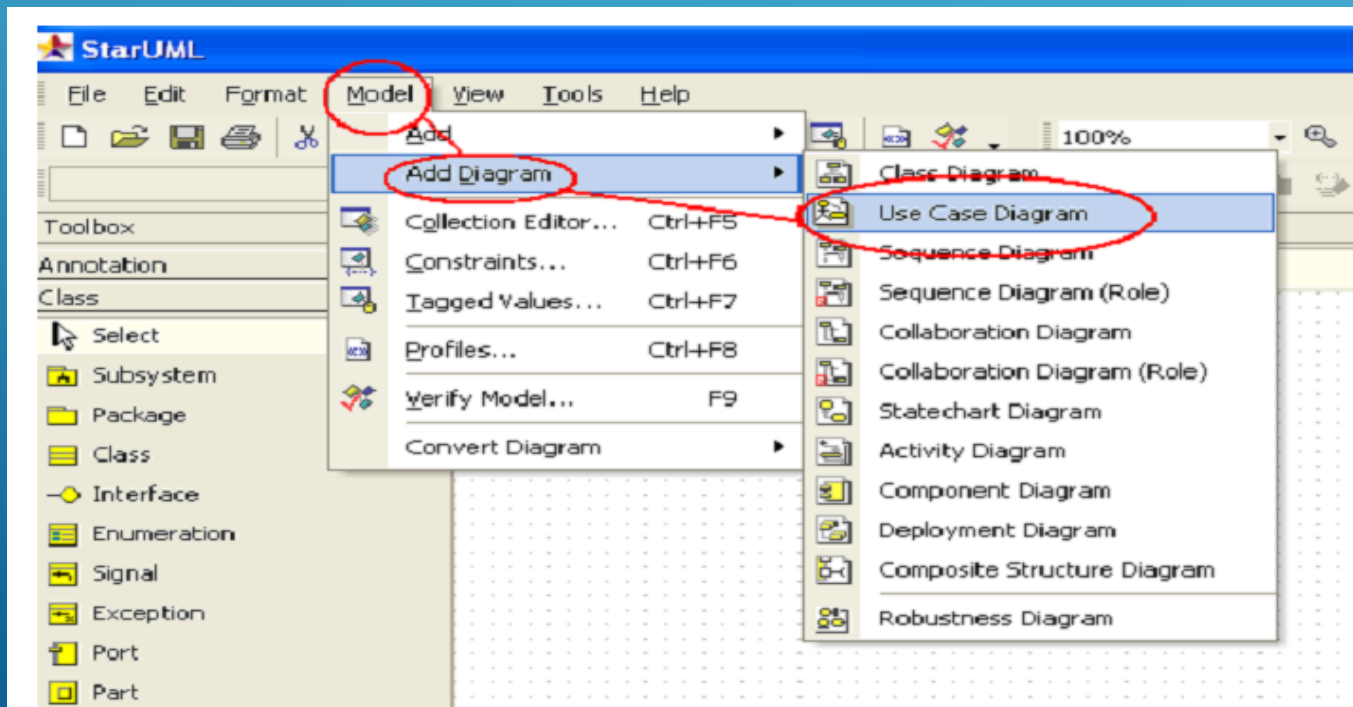 StarUML
File Edit Format Model View Tools Help
100%
Toolbox
Annotation
Class
Select
Subsystem
Package
Class
Interface
Enumeration
Signal
Exception
Port
Part
Add
Add Diagram
Collection Editor... Ctrl+F5
Constraints... Ctrl+F6
Tagged Values... Ctrl+F7
Profiles... Ctrl+F8
Verify Model... F9
Convert Diagram
Class Diagram
Use Case Diagram
Sequence Diagram
Sequence Diagram (Role)
Collaboration Diagram
Collaboration Diagram (Role)
Statechart Diagram
Activity Diagram
Component Diagram
Deployment Diagram
Composite Structure Diagram
Robustness Diagram